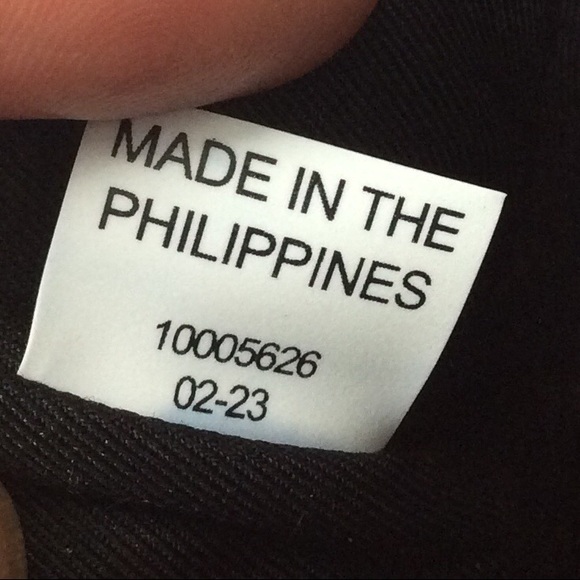 MADE IN THE
PHILIPPINES
10005626
02-23